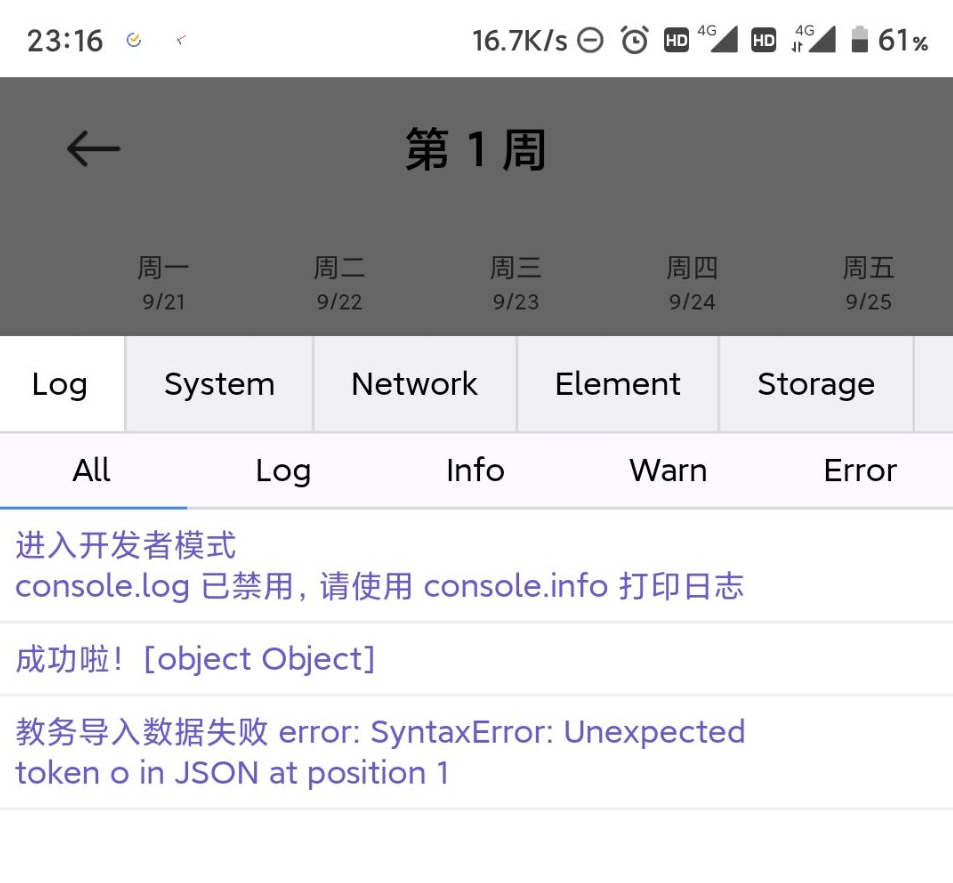 23:16 16.7K/s HD 4G HD 4G 61%
第 1 周
周一 周二 周三 周四 周五
9/21 9/22 9/23 9/24 9/25
Log System Network Element Storage
All Log Info Warn Error
进入开发者模式
console.log 已禁用, 请使用 console.info 打印日志
成功啦！[object Object]
教务导入数据失败 error: SyntaxError: Unexpected
token o in JSON at position 1